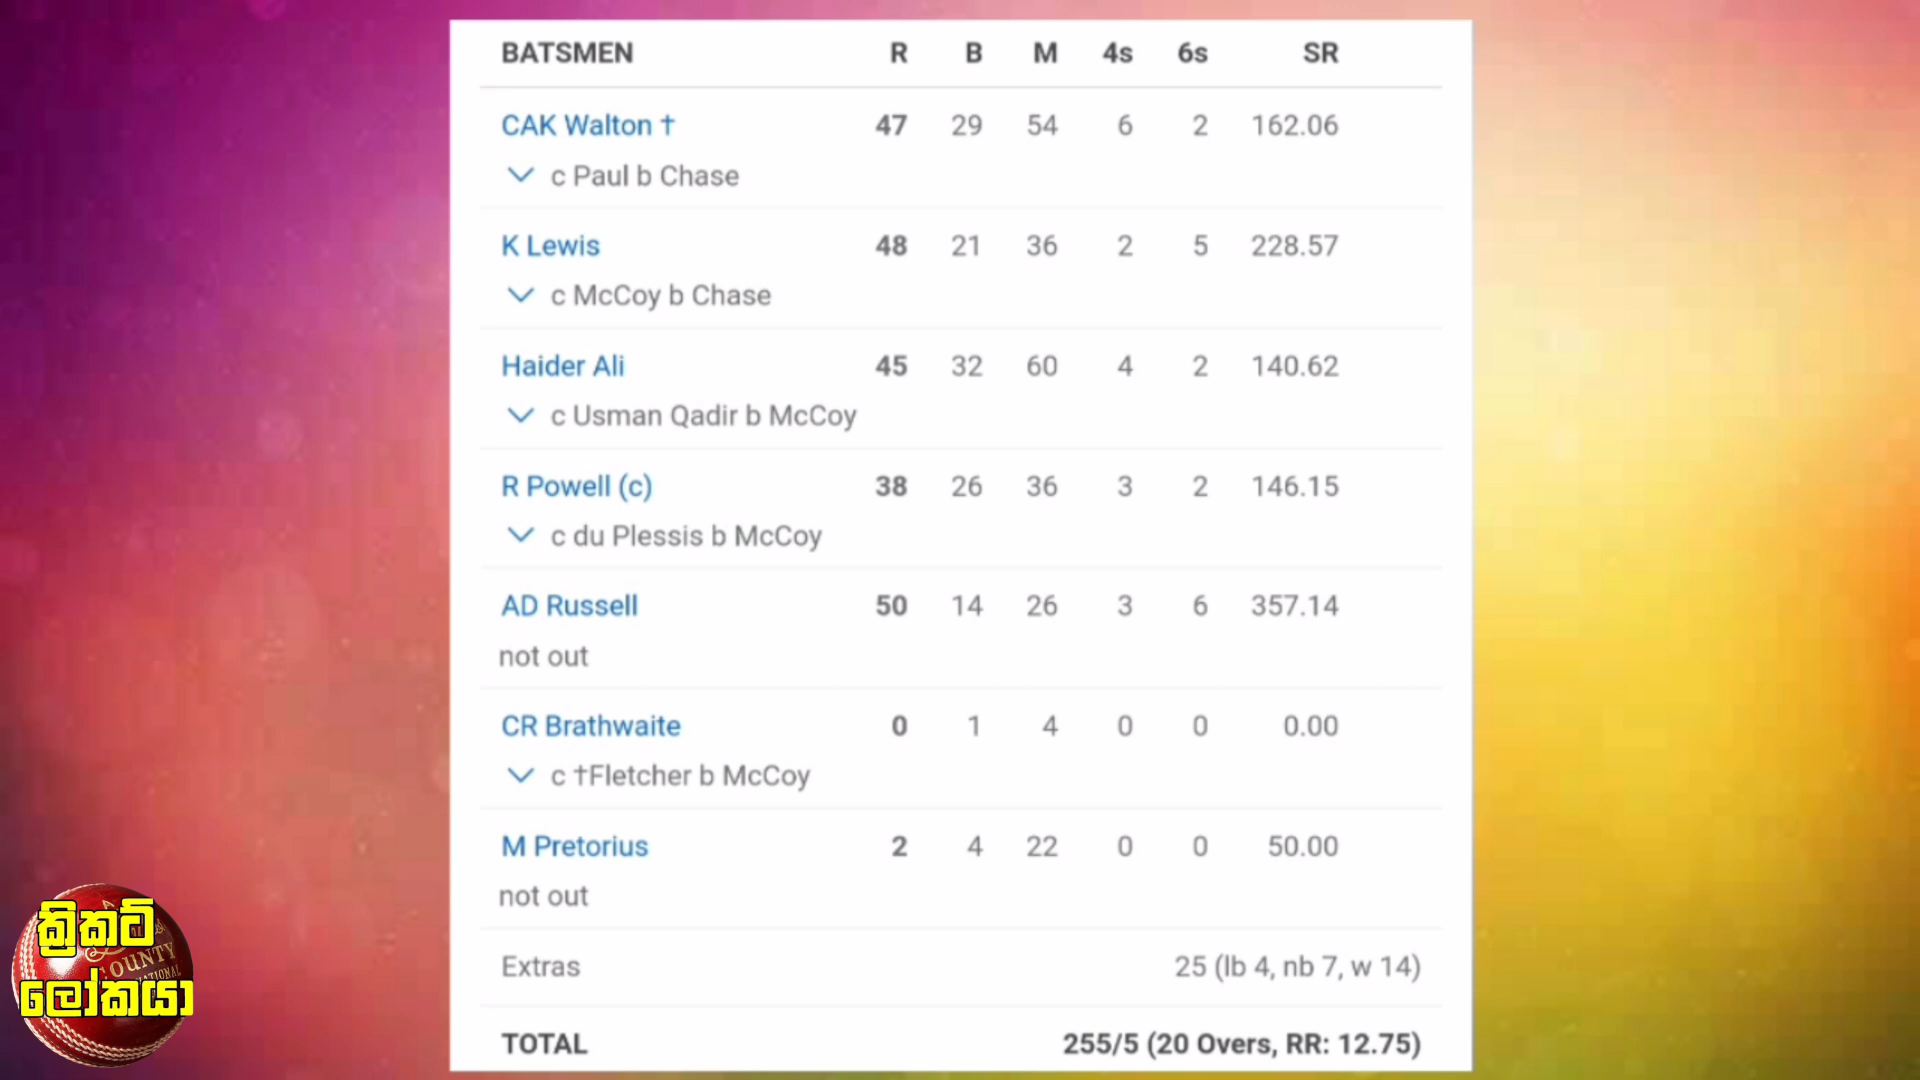 BATSMEN R B M 4s 6s SR
CAK Walton † 47 29 54 6 2 162.06
c Paul b Chase
K Lewis 48 21 36 2 5 228.57
c McCoy b Chase
Haider Ali 45 32 60 4 2 140.62
c Usman Qadir b McCoy
R Powell (c) 38 26 36 3 2 146.15
c du Plessis b McCoy
AD Russell 50 14 26 3 6 357.14
not out
CR Brathwaite 0 1 4 0 0 0.00
c †Fletcher b McCoy
M Pretorius 2 4 22 0 0 50.00
not out
Extras 25 (lb 4, nb 7, w 14)
TOTAL 255/5 (20 Overs, RR: 12.75)
ක්‍රිකට්
COUNTY
ලෝකයා